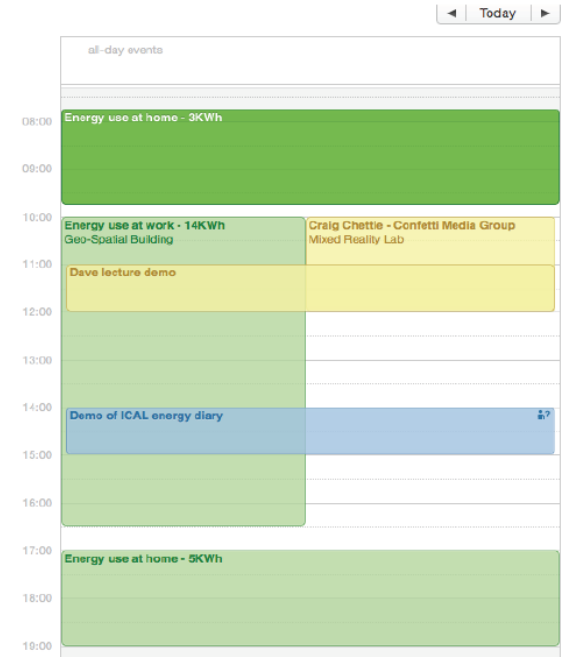 ◄ Today ►
all-day events
08:00
Energy use at home - 3KWh
09:00
10:00
Energy use at work - 14KWh
Geo-Spatial Building
Craig Chettle - Confetti Media Group
Mixed Reality Lab
11:00
Dave lecture demo
12:00
13:00
14:00
Demo of ICAL energy diary
?
15:00
16:00
17:00
Energy use at home - 5KWh
18:00
19:00